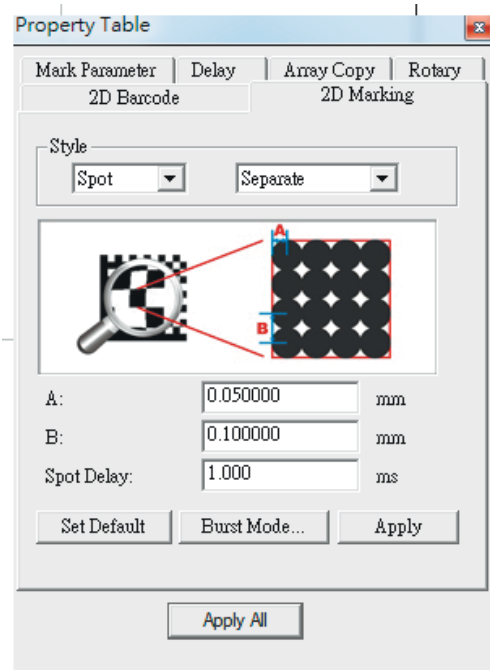 Property Table
Mark Parameter Delay Array Copy Rotary
2D Barcode 2D Marking
Style
Spot Separate
A
B
A: 0.050000 mm
B: 0.100000 mm
Spot Delay: 1.000 ms
Set Default Burst Mode... Apply
Apply All